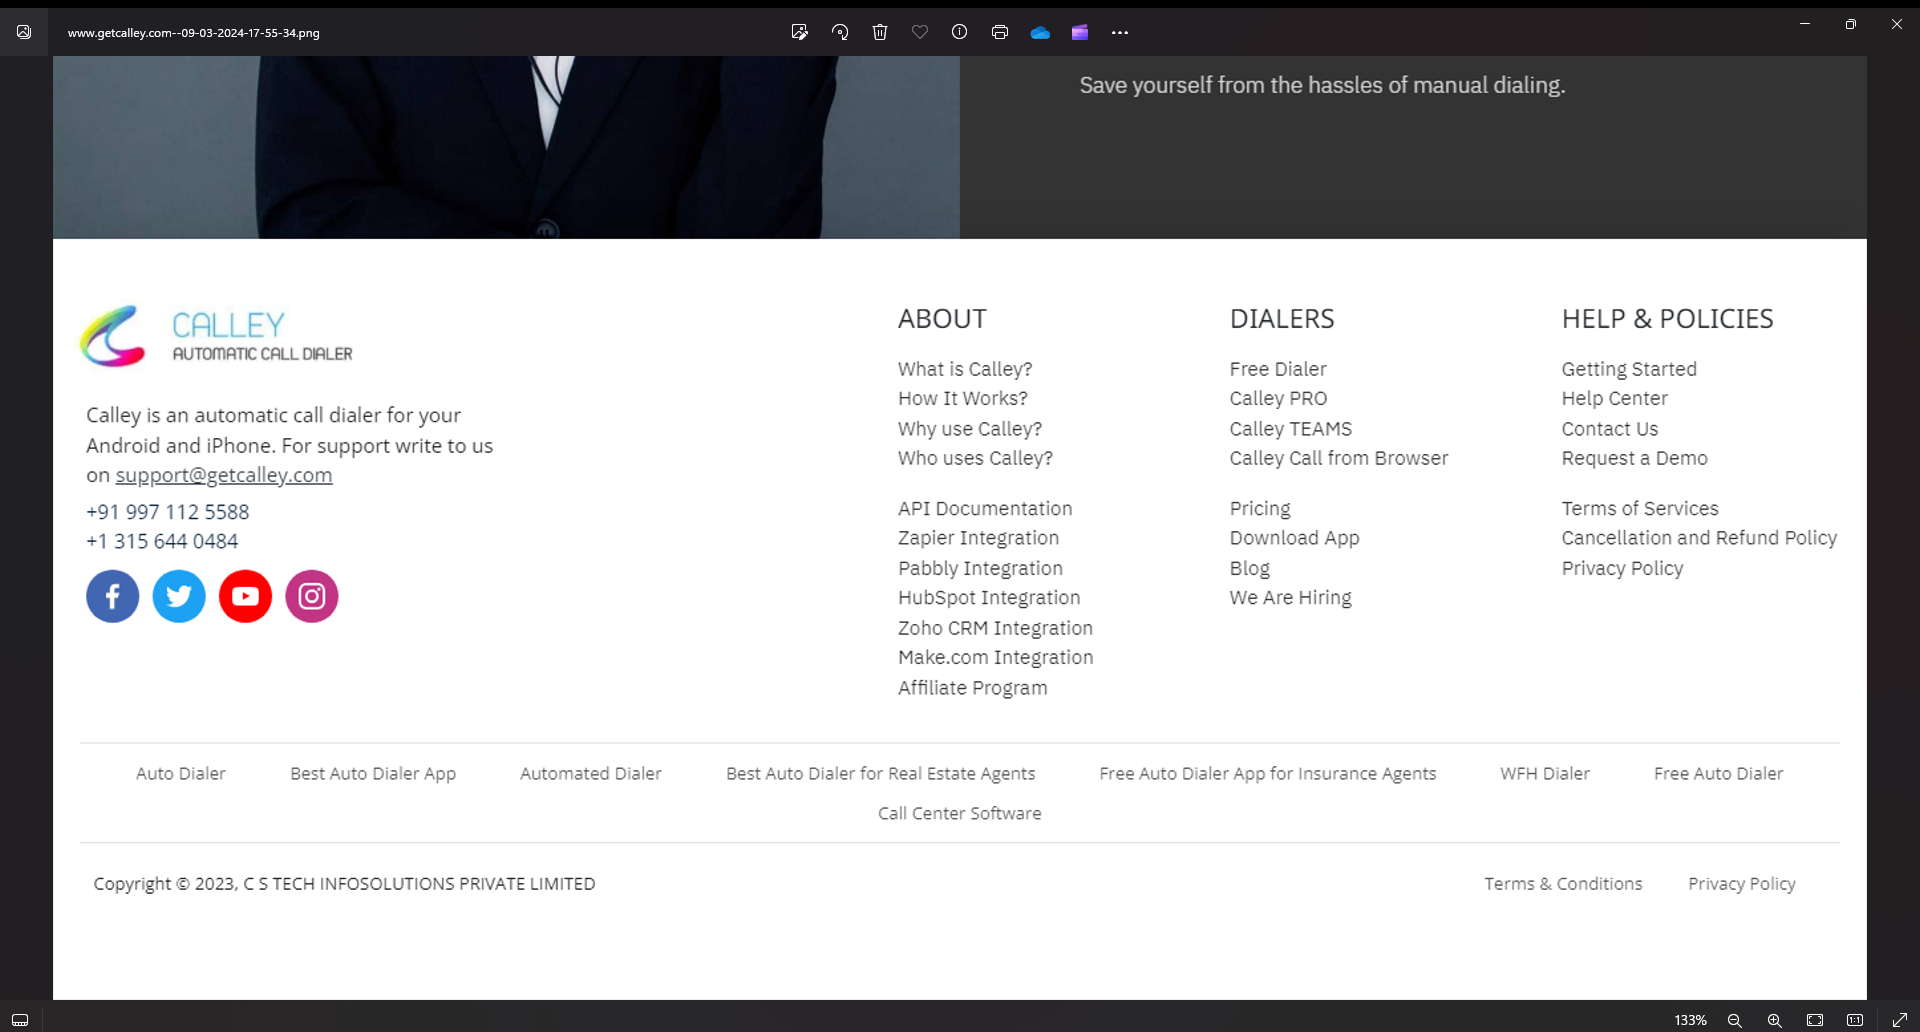 www.getcalley.com--09-03-2024-17-55-34.png
Save yourself from the hassles of manual dialing.
CALLEY
AUTOMATIC CALL DIALER
Calley is an automatic call dialer for your
Android and iPhone. For support write to us
on support@getcalley.com
+91 997 112 5588
+1 315 644 0484
ABOUT
What is Calley?
How It Works?
Why use Calley?
Who uses Calley?
API Documentation
Zapier Integration
Pabbly Integration
HubSpot Integration
Zoho CRM Integration
Make.com Integration
Affiliate Program
DIALERS
Free Dialer
Calley PRO
Calley TEAMS
Calley Call from Browser
Pricing
Download App
Blog
We Are Hiring
HELP & POLICIES
Getting Started
Help Center
Contact Us
Request a Demo
Terms of Services
Cancellation and Refund Policy
Privacy Policy
Auto Dialer Best Auto Dialer App Automated Dialer Best Auto Dialer for Real Estate Agents Free Auto Dialer App for Insurance Agents WFH Dialer Free Auto Dialer
Call Center Software
Copyright © 2023, C S TECH INFOSOLUTIONS PRIVATE LIMITED Terms & Conditions Privacy Policy
133%
1:1